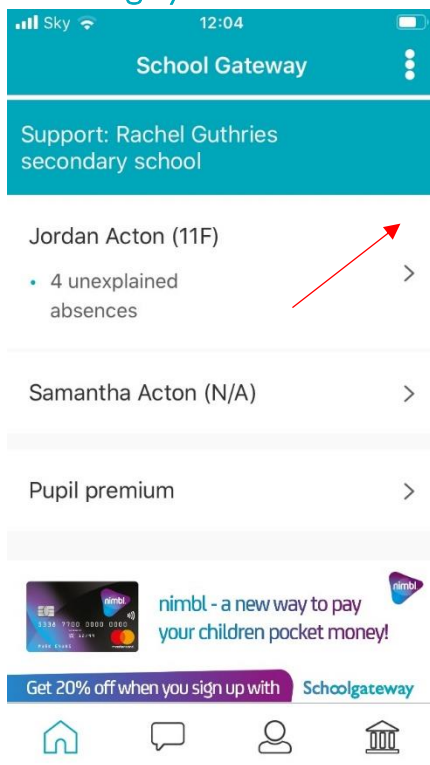 Sky 12:04
School Gateway
Support: Rachel Guthries
secondary school
Jordan Acton (11F)
• 4 unexplained
absences
Samantha Acton (N/A)
Pupil premium
nimbl
nimbl.
nimbl - a new way to pay
your children pocket money!
Get 20% off when you sign up with Schoolgateway